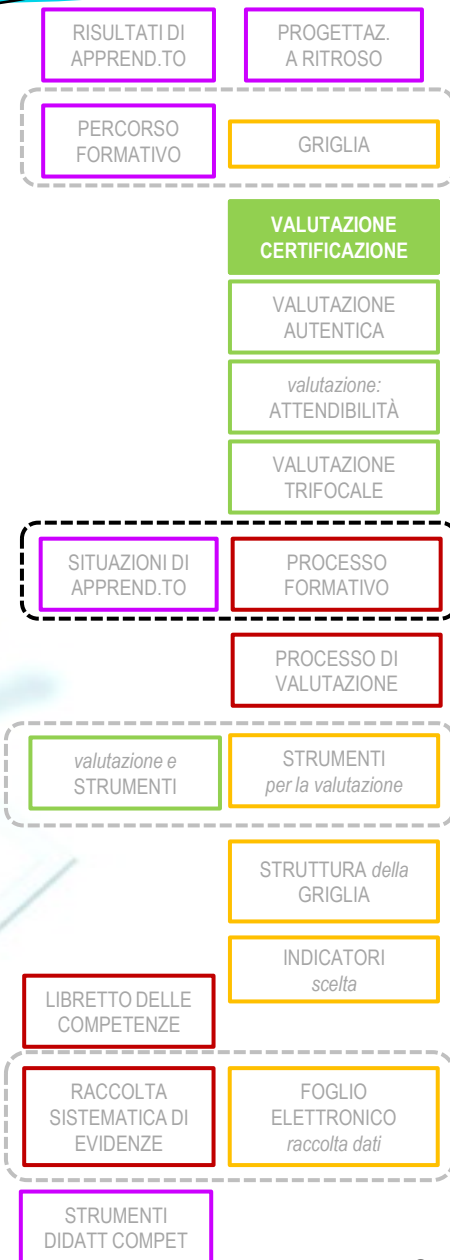 RISULTATI DI
APPREND.TO
PROGETTAZ.
A RITROSO
PERCORSO
FORMATIVO
GRIGLIA
VALUTAZIONE
CERTIFICAZIONE
VALUTAZIONE
AUTENTICA
valutazione:
ATTENDIBILITÀ
VALUTAZIONE
TRIFOCALE
SITUAZIONI DI
APPREND.TO
PROCESSO
FORMATIVO
PROCESSO DI
VALUTAZIONE
valutazione e
STRUMENTI
STRUMENTI
per la valutazione
STRUTTURA della
GRIGLIA
INDICATORI
scelta
LIBRETTO DELLE
COMPETENZE
RACCOLTA
SISTEMATICA DI
EVIDENZE
FOGLIO
ELETTRONICO
raccolta dati
STRUMENTI
DIDATT COMPET